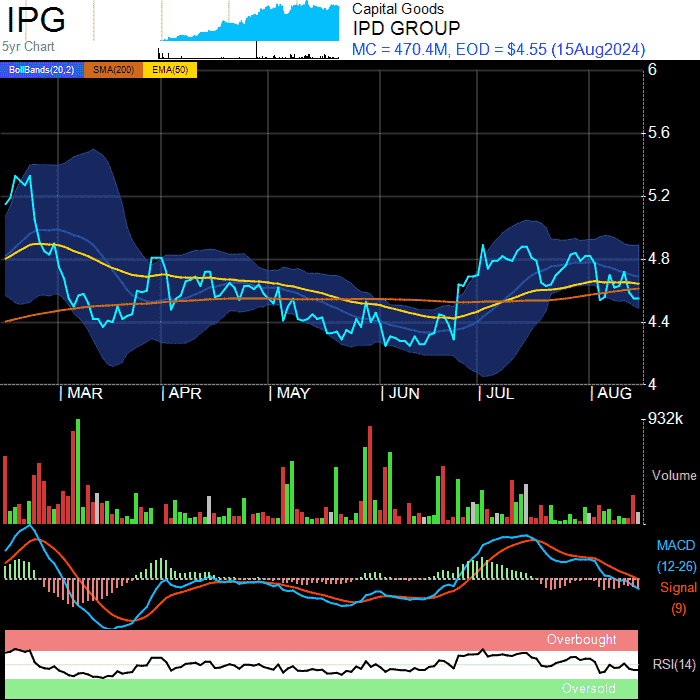 IPG
5yr Chart
Capital Goods
IPD GROUP
MC = 470.4M, EOD = $4.55 (15Aug2024)
BollBands(20,2) SMA(200) EMA(50)
6
5.6
5.2
4.8
4.4
4
| MAR | APR | MAY | JUN | JUL | AUG
932k
Volume
MACD
(12-26)
Signal
(9)
Overbought
RSI(14)
Oversold